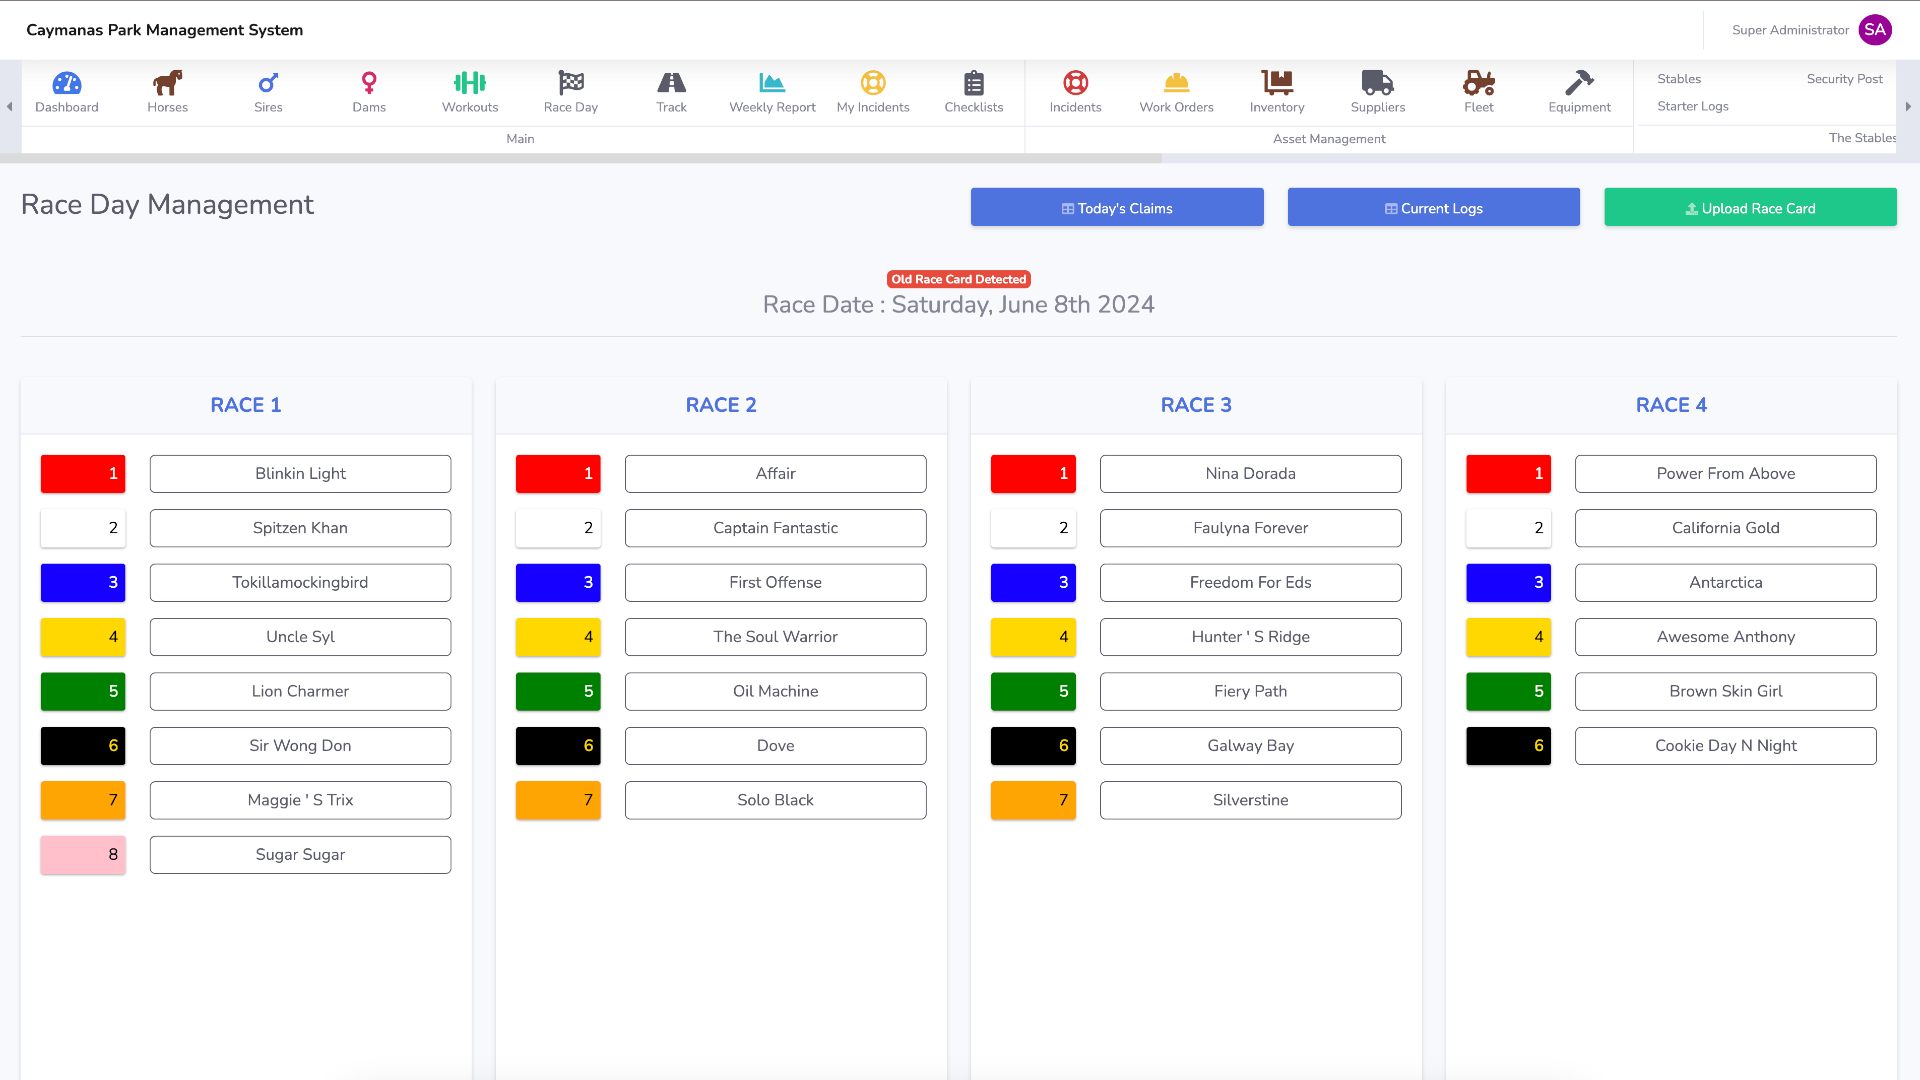 Caymanas Park Management System
Super Administrator SA
Dashboard Horses Sires Dams Workouts Race Day Track Weekly Report My Incidents Checklists Incidents Work Orders Inventory Suppliers Fleet Equipment
Stables Security Post
Starter Logs
Main Asset Management The Stables
Race Day Management
Today's Claims Current Logs Upload Race Card
Old Race Card Detected
Race Date : Saturday, June 8th 2024
RACE 1
1 Blinkin Light
2 Spitzen Khan
3 Tokillamockingbird
4 Uncle Syl
5 Lion Charmer
6 Sir Wong Don
7 Maggie ' S Trix
8 Sugar Sugar
RACE 2
1 Affair
2 Captain Fantastic
3 First Offense
4 The Soul Warrior
5 Oil Machine
6 Dove
7 Solo Black
RACE 3
1 Nina Dorada
2 Faulyna Forever
3 Freedom For Eds
4 Hunter ' S Ridge
5 Fiery Path
6 Galway Bay
7 Silverstine
RACE 4
1 Power From Above
2 California Gold
3 Antarctica
4 Awesome Anthony
5 Brown Skin Girl
6 Cookie Day N Night